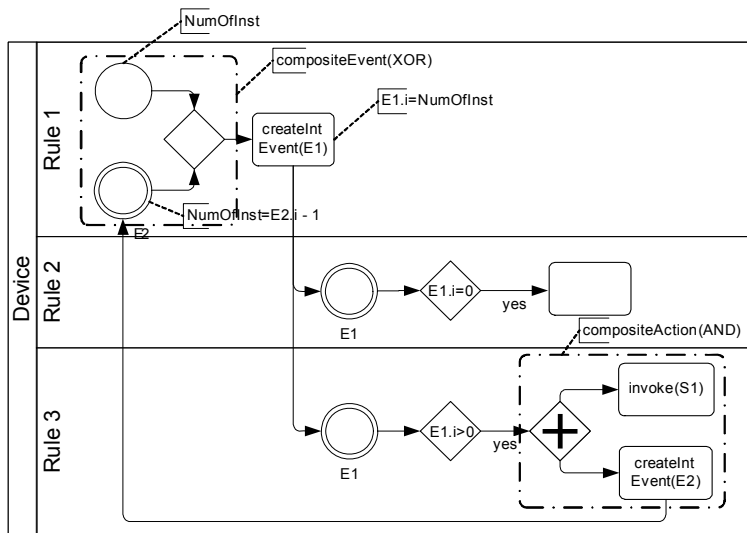 NumOfInst
compositeEvent(XOR)
E1.i=NumOfInst
createInt
Event(E1)
NumOfInst=E2.i - 1
E2
Rule 1
Device
Rule 2
E1
E1.i=0
yes
compositeAction(AND)
Rule 3
E1
E1.i>0
yes
invoke(S1)
createInt
Event(E2)